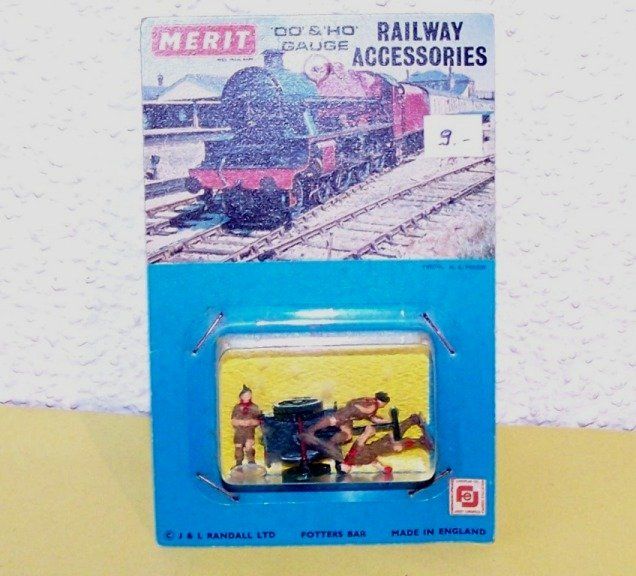 MERIT
"OO" & "HO"
GAUGE
RAILWAY
ACCESSORIES
9.-
© J & L RANDALL LTD POTTERS BAR MADE IN ENGLAND